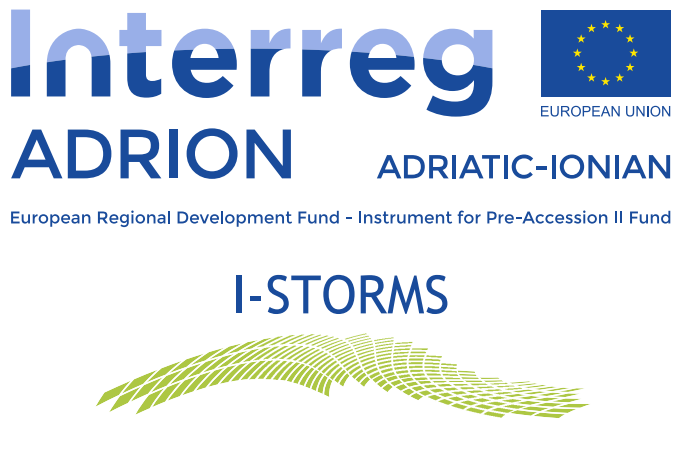 Interreg
EUROPEAN UNION
ADRION ADRIATIC-IONIAN
European Regional Development Fund - Instrument for Pre-Accession II Fund
I-STORMS